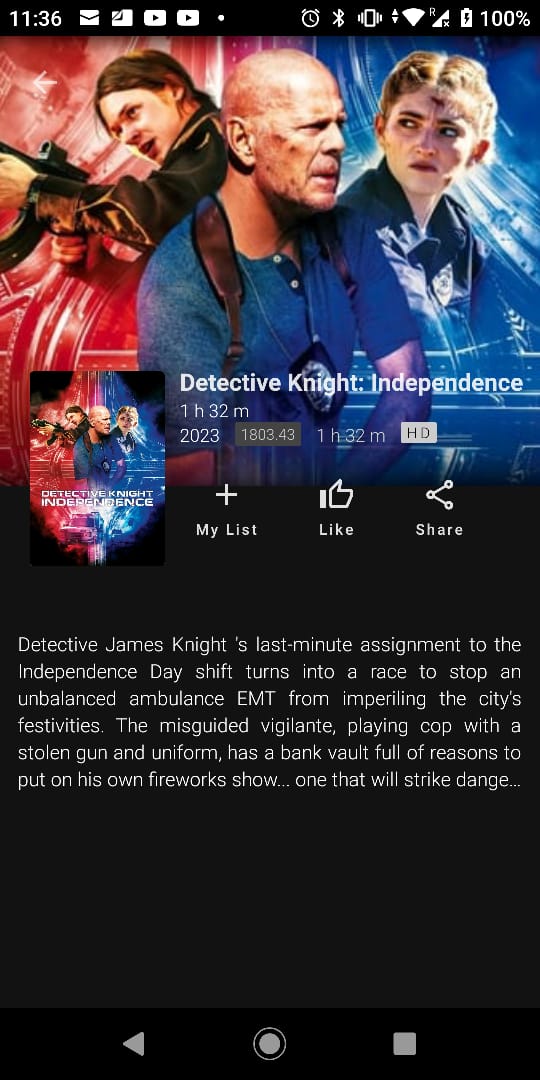 11:36
R
100%
Detective Knight: Independence
1 h 32 m
2023 1803.43 1 h 32 m HD
DETECTIVE KNIGHT
INDEPENDENCE
My List Like Share
Detective James Knight 's last-minute assignment to the
Independence Day shift turns into a race to stop an
unbalanced ambulance EMT from imperiling the city's
festivities. The misguided vigilante, playing cop with a
stolen gun and uniform, has a bank vault full of reasons to
put on his own fireworks show... one that will strike dange...